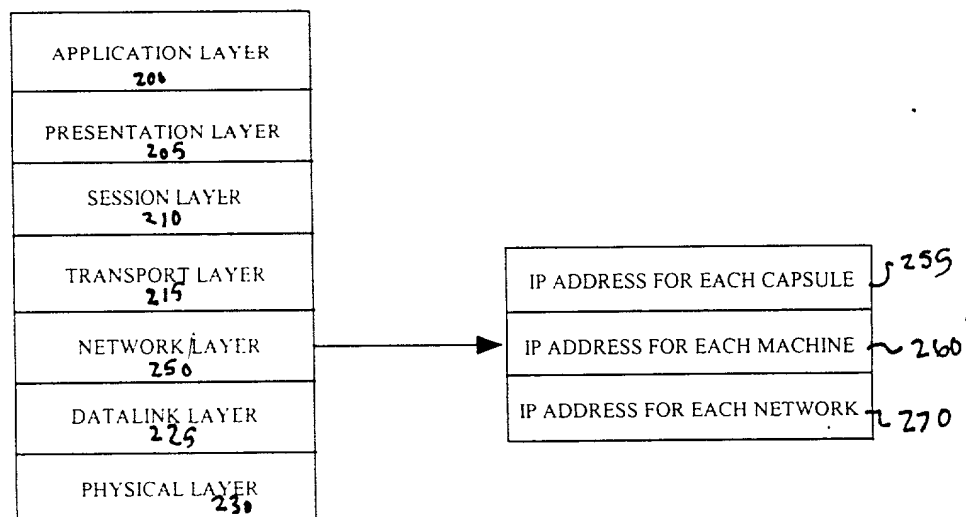 APPLICATION LAYER
200
PRESENTATION LAYER
205
SESSION LAYER
210
TRANSPORT LAYER
215
NETWORK LAYER
250
DATALINK LAYER
225
PHYSICAL LAYER
230
IP ADDRESS FOR EACH CAPSULE 255
IP ADDRESS FOR EACH MACHINE 260
IP ADDRESS FOR EACH NETWORK 270